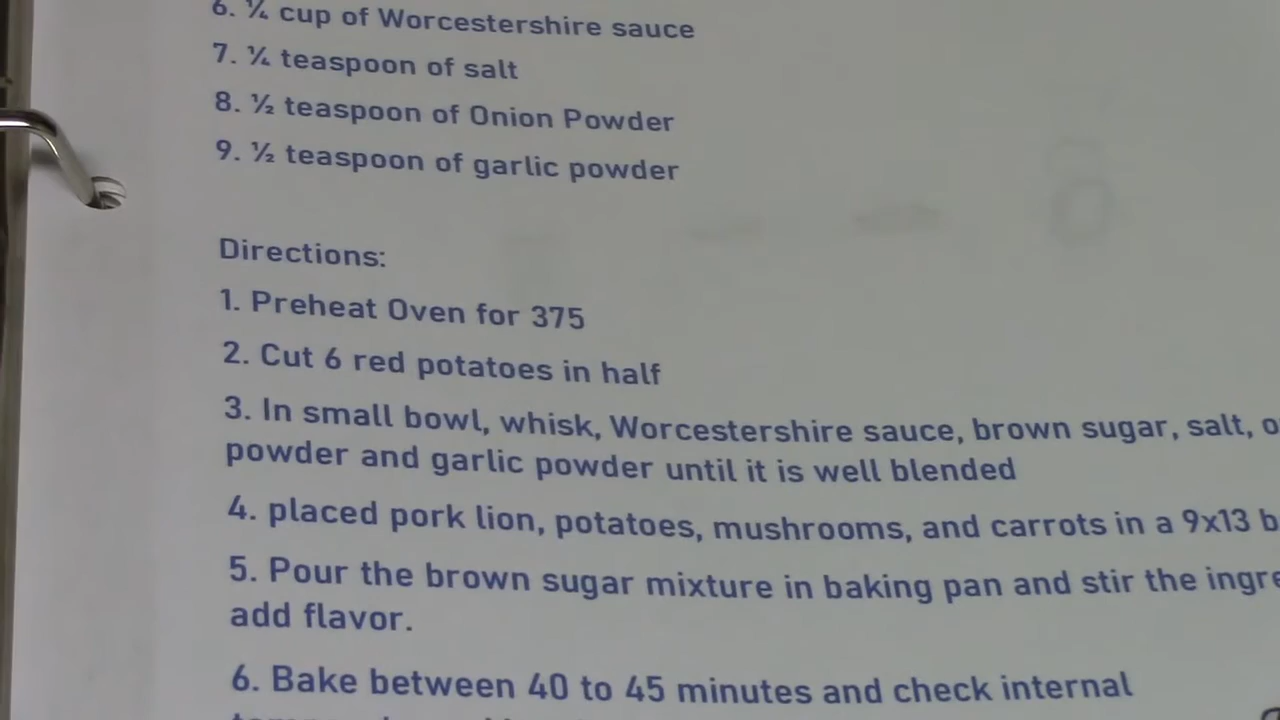 6. ¼ cup of Worcestershire sauce
7. ¼ teaspoon of salt
8. ½ teaspoon of Onion Powder
9. ½ teaspoon of garlic powder
Directions:
1. Preheat Oven for 375
2. Cut 6 red potatoes in half
3. In small bowl, whisk, Worcestershire sauce, brown sugar, salt,
powder and garlic powder until it is well blended
4. placed pork lion, potatoes, mushrooms, and carrots in a 9x13
5. Pour the brown sugar mixture in baking pan and stir the
add flavor.
6. Bake between 40 to 45 minutes and check internal